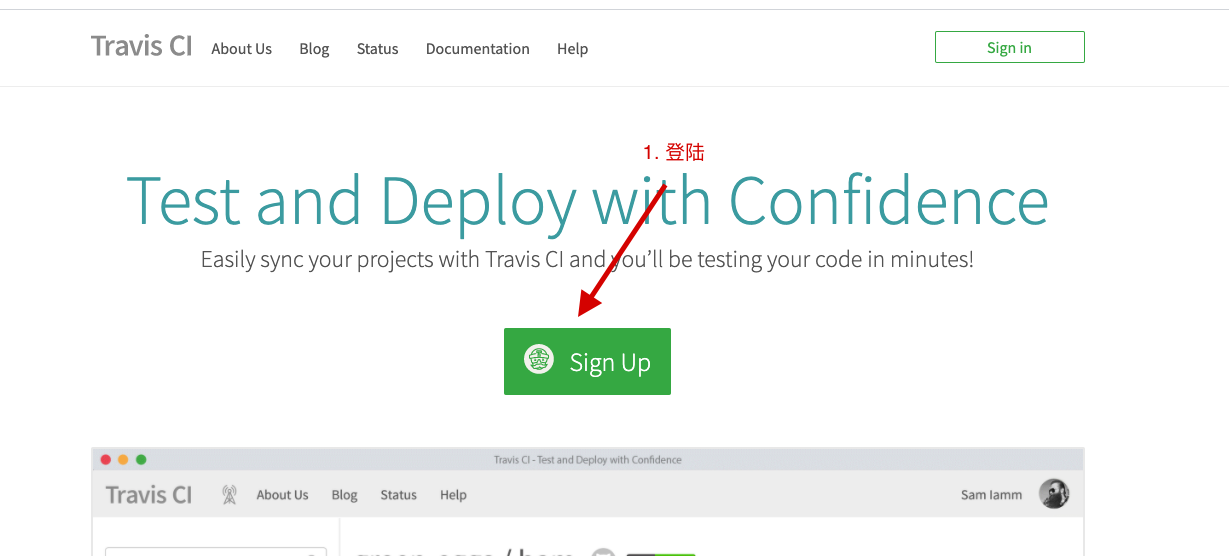 Travis CI About Us Blog Status Documentation Help Sign in
1. 登陆
Test and Deploy with Confidence
Easily sync your projects with Travis CI and you’ll be testing your code in minutes!
Sign Up
Travis CI - Test and Deploy with Confidence
Travis CI About Us Blog Status Help Sam Iamm